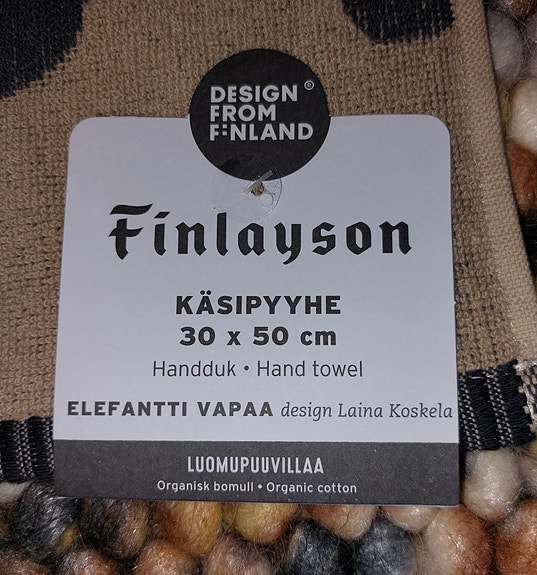 DESIGN ®
FROM
FINLAND
Finlayson
KÄSIPYYHE
30 x 50 cm
Handduk • Hand towel
ELEFANTTI VAPAA design Laina Koskela
LUOMUPUUVILLAA
Organisk bomull • Organic cotton